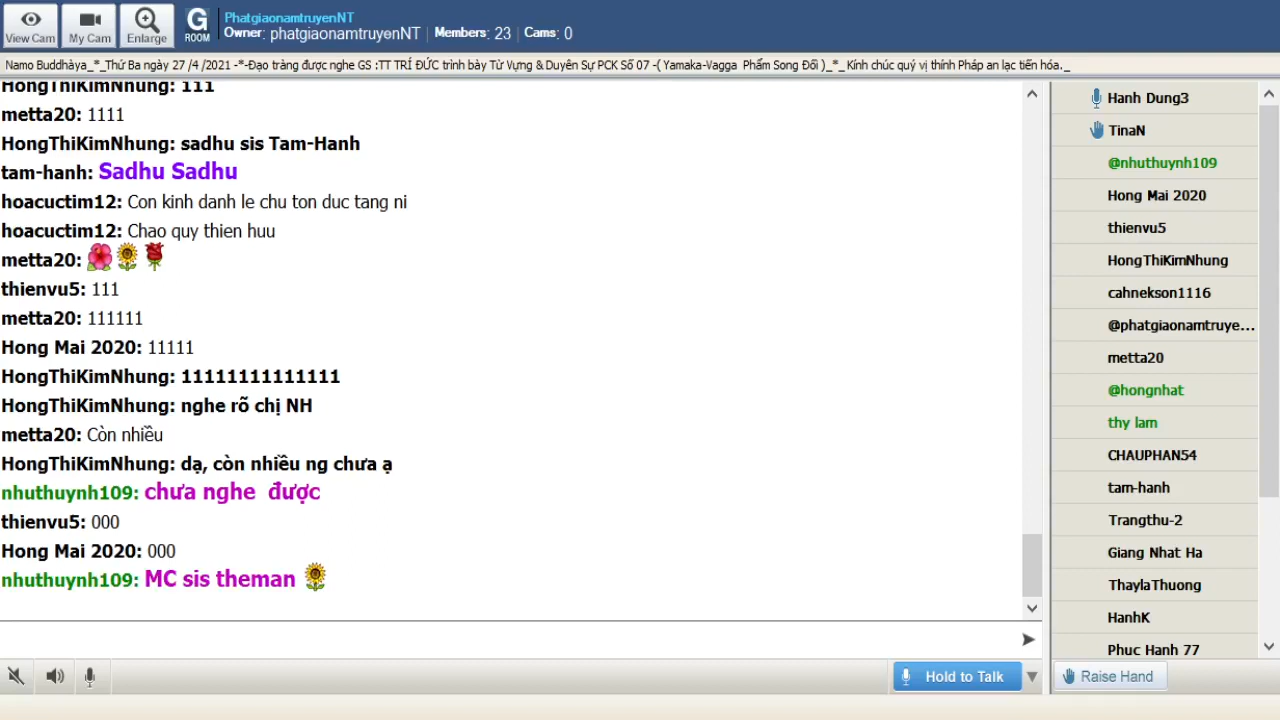 View Cam
My Cam
Enlarge
G
ROOM
PhatgiaonamtruyenNT
Owner: phatgiaonamtruyenNT | Members: 23 | Cams: 0
Namo Buddhàya_*_Thứ Ba ngày 27 /4 /2021 -*-Đạo tràng được nghe GS :TT TRÍ ĐỨC trình bày Từ Vựng & Duyên Sự PCK Số 07 -( Yamaka-Vagga Phẩm Song Đối )_*_ Kính chúc quý vị thính Pháp an lạc tiến hóa._
HongThiKimNhung: 111
metta20: 1111
HongThiKimNhung: sadhu sis Tam-Hanh
tam-hanh: Sadhu Sadhu
hoacuctim12: Con kinh danh le chu ton duc tang ni
hoacuctim12: Chao quy thien huu
metta20:
thienvu5: 111
metta20: 111111
Hong Mai 2020: 11111
HongThiKimNhung: 11111111111111
HongThiKimNhung: nghe rõ chị NH
metta20: Còn nhiều
HongThiKimNhung: dạ, còn nhiều ng chưa ạ
nhuthuynh109: chưa nghe được
thienvu5: 000
Hong Mai 2020: 000
nhuthuynh109: MC sis theman
Hold to Talk
Hanh Dung3
TinaN
@nhuthuynh109
Hong Mai 2020
thienvu5
HongThiKimNhung
cahnekson1116
@phatgiaonamtruye...
metta20
@hongnhat
thy lam
CHAUPHAN54
tam-hanh
Trangthu-2
Giang Nhat Ha
ThaylaThuong
HanhK
Phuc Hanh 77
Raise Hand